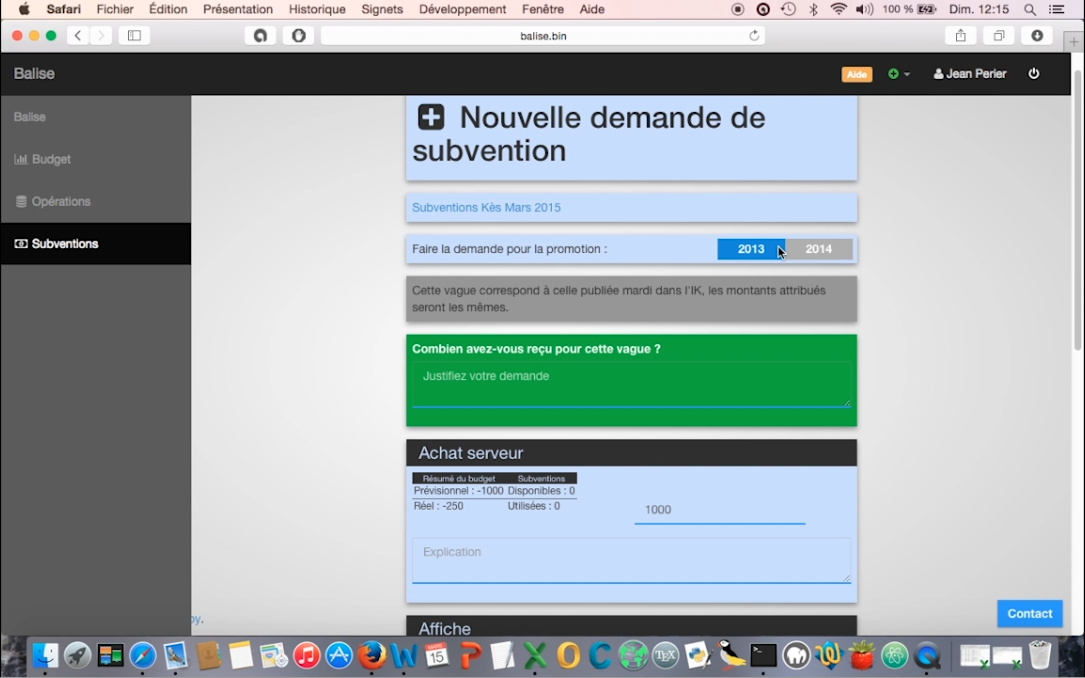 Safari Fichier Édition Présentation Historique Signets Développement Fenêtre Aide 100 % Dim. 12:15
balise.bin
Balise Aide Jean Perier
Balise
Budget
Opérations
Subventions
Nouvelle demande de
subvention
Subventions Kès Mars 2015
Faire la demande pour la promotion : 2013 2014
Cette vague correspond à celle publiée mardi dans l'IK, les montants attribués
seront les mêmes.
Combien avez-vous reçu pour cette vague ?
Justifiez votre demande
Achat serveur
Résumé du budget Subventions
Prévisionnel : -1000 Disponibles : 0
Réel : -250 Utilisées : 0
1000
Explication
Contact
py.
Affiche
15
TEX